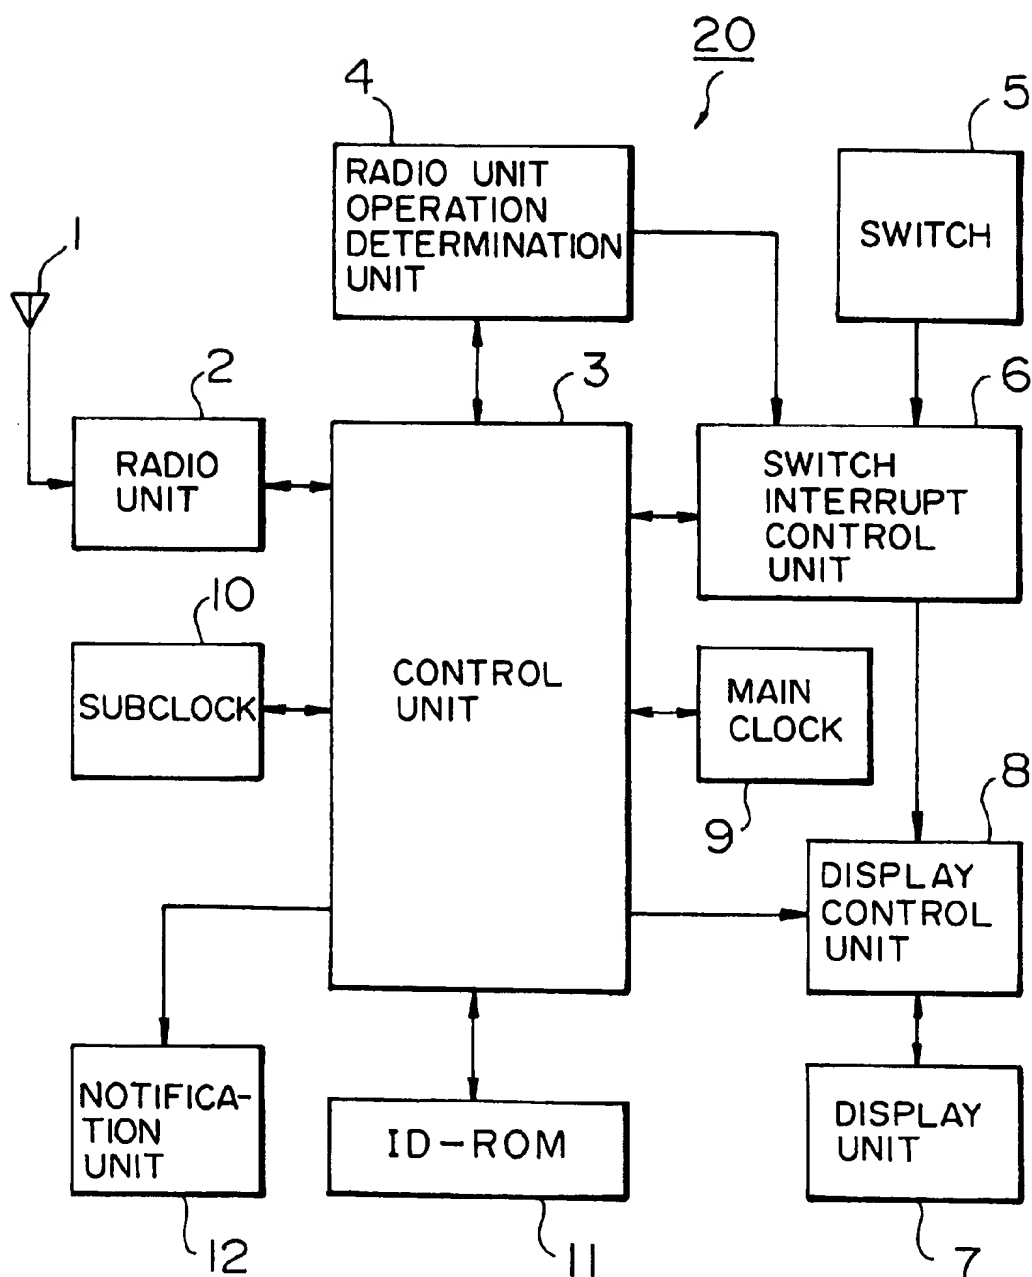 20
4
5
RADIO UNIT
OPERATION
DETERMINATION
UNIT
SWITCH
1
2
3
6
RADIO
UNIT
SWITCH
INTERRUPT
CONTROL
UNIT
10
SUBCLOCK
CONTROL
UNIT
MAIN
CLOCK
9
8
DISPLAY
CONTROL
UNIT
NOTIFICA-
TION
UNIT
ID-ROM
DISPLAY
UNIT
12
11
7